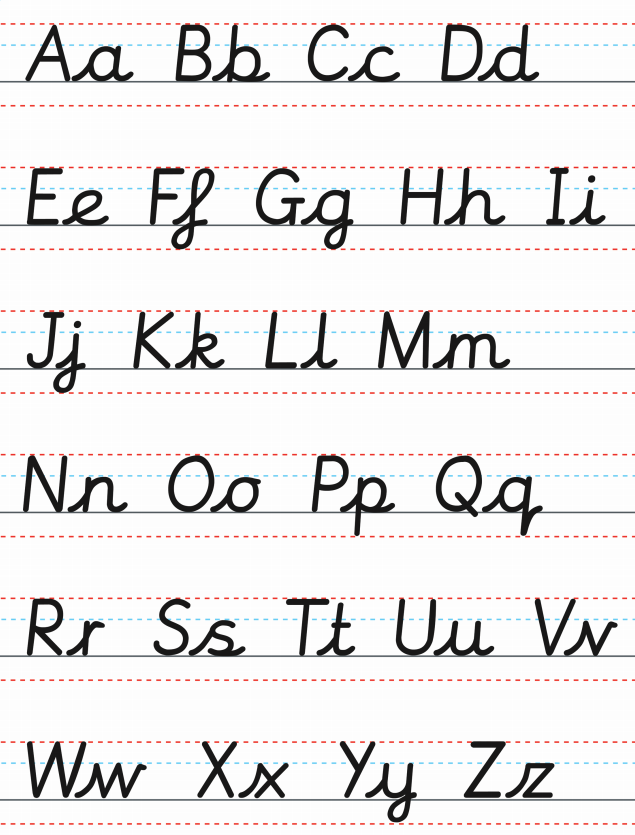 Aa Bb Cc Dd
Ee Ff Gg Hh Ii
Jj Kk Ll Mm
Nn Oo Pp Qq
Rr Ss Tt Uu Vv
Ww Xx Yy Zz